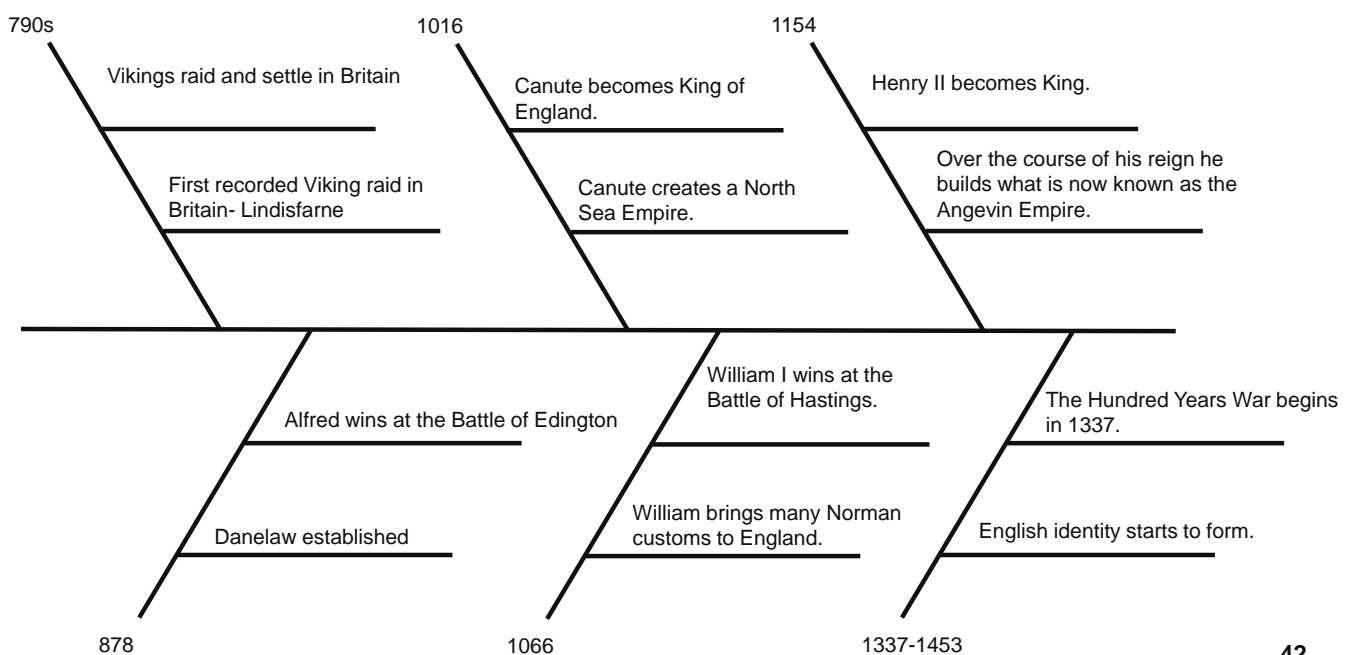 790s
Vikings raid and settle in Britain
First recorded Viking raid in
Britain- Lindisfarne
1016
Canute becomes King of
England.
Canute creates a North
Sea Empire.
1154
Henry II becomes King.
Over the course of his reign he
builds what is now known as the
Angevin Empire.
Alfred wins at the Battle of Edington
Danelaw established
878
William I wins at the
Battle of Hastings.
William brings many Norman
customs to England.
1066
The Hundred Years War begins
in 1337.
English identity starts to form.
1337-1453
42